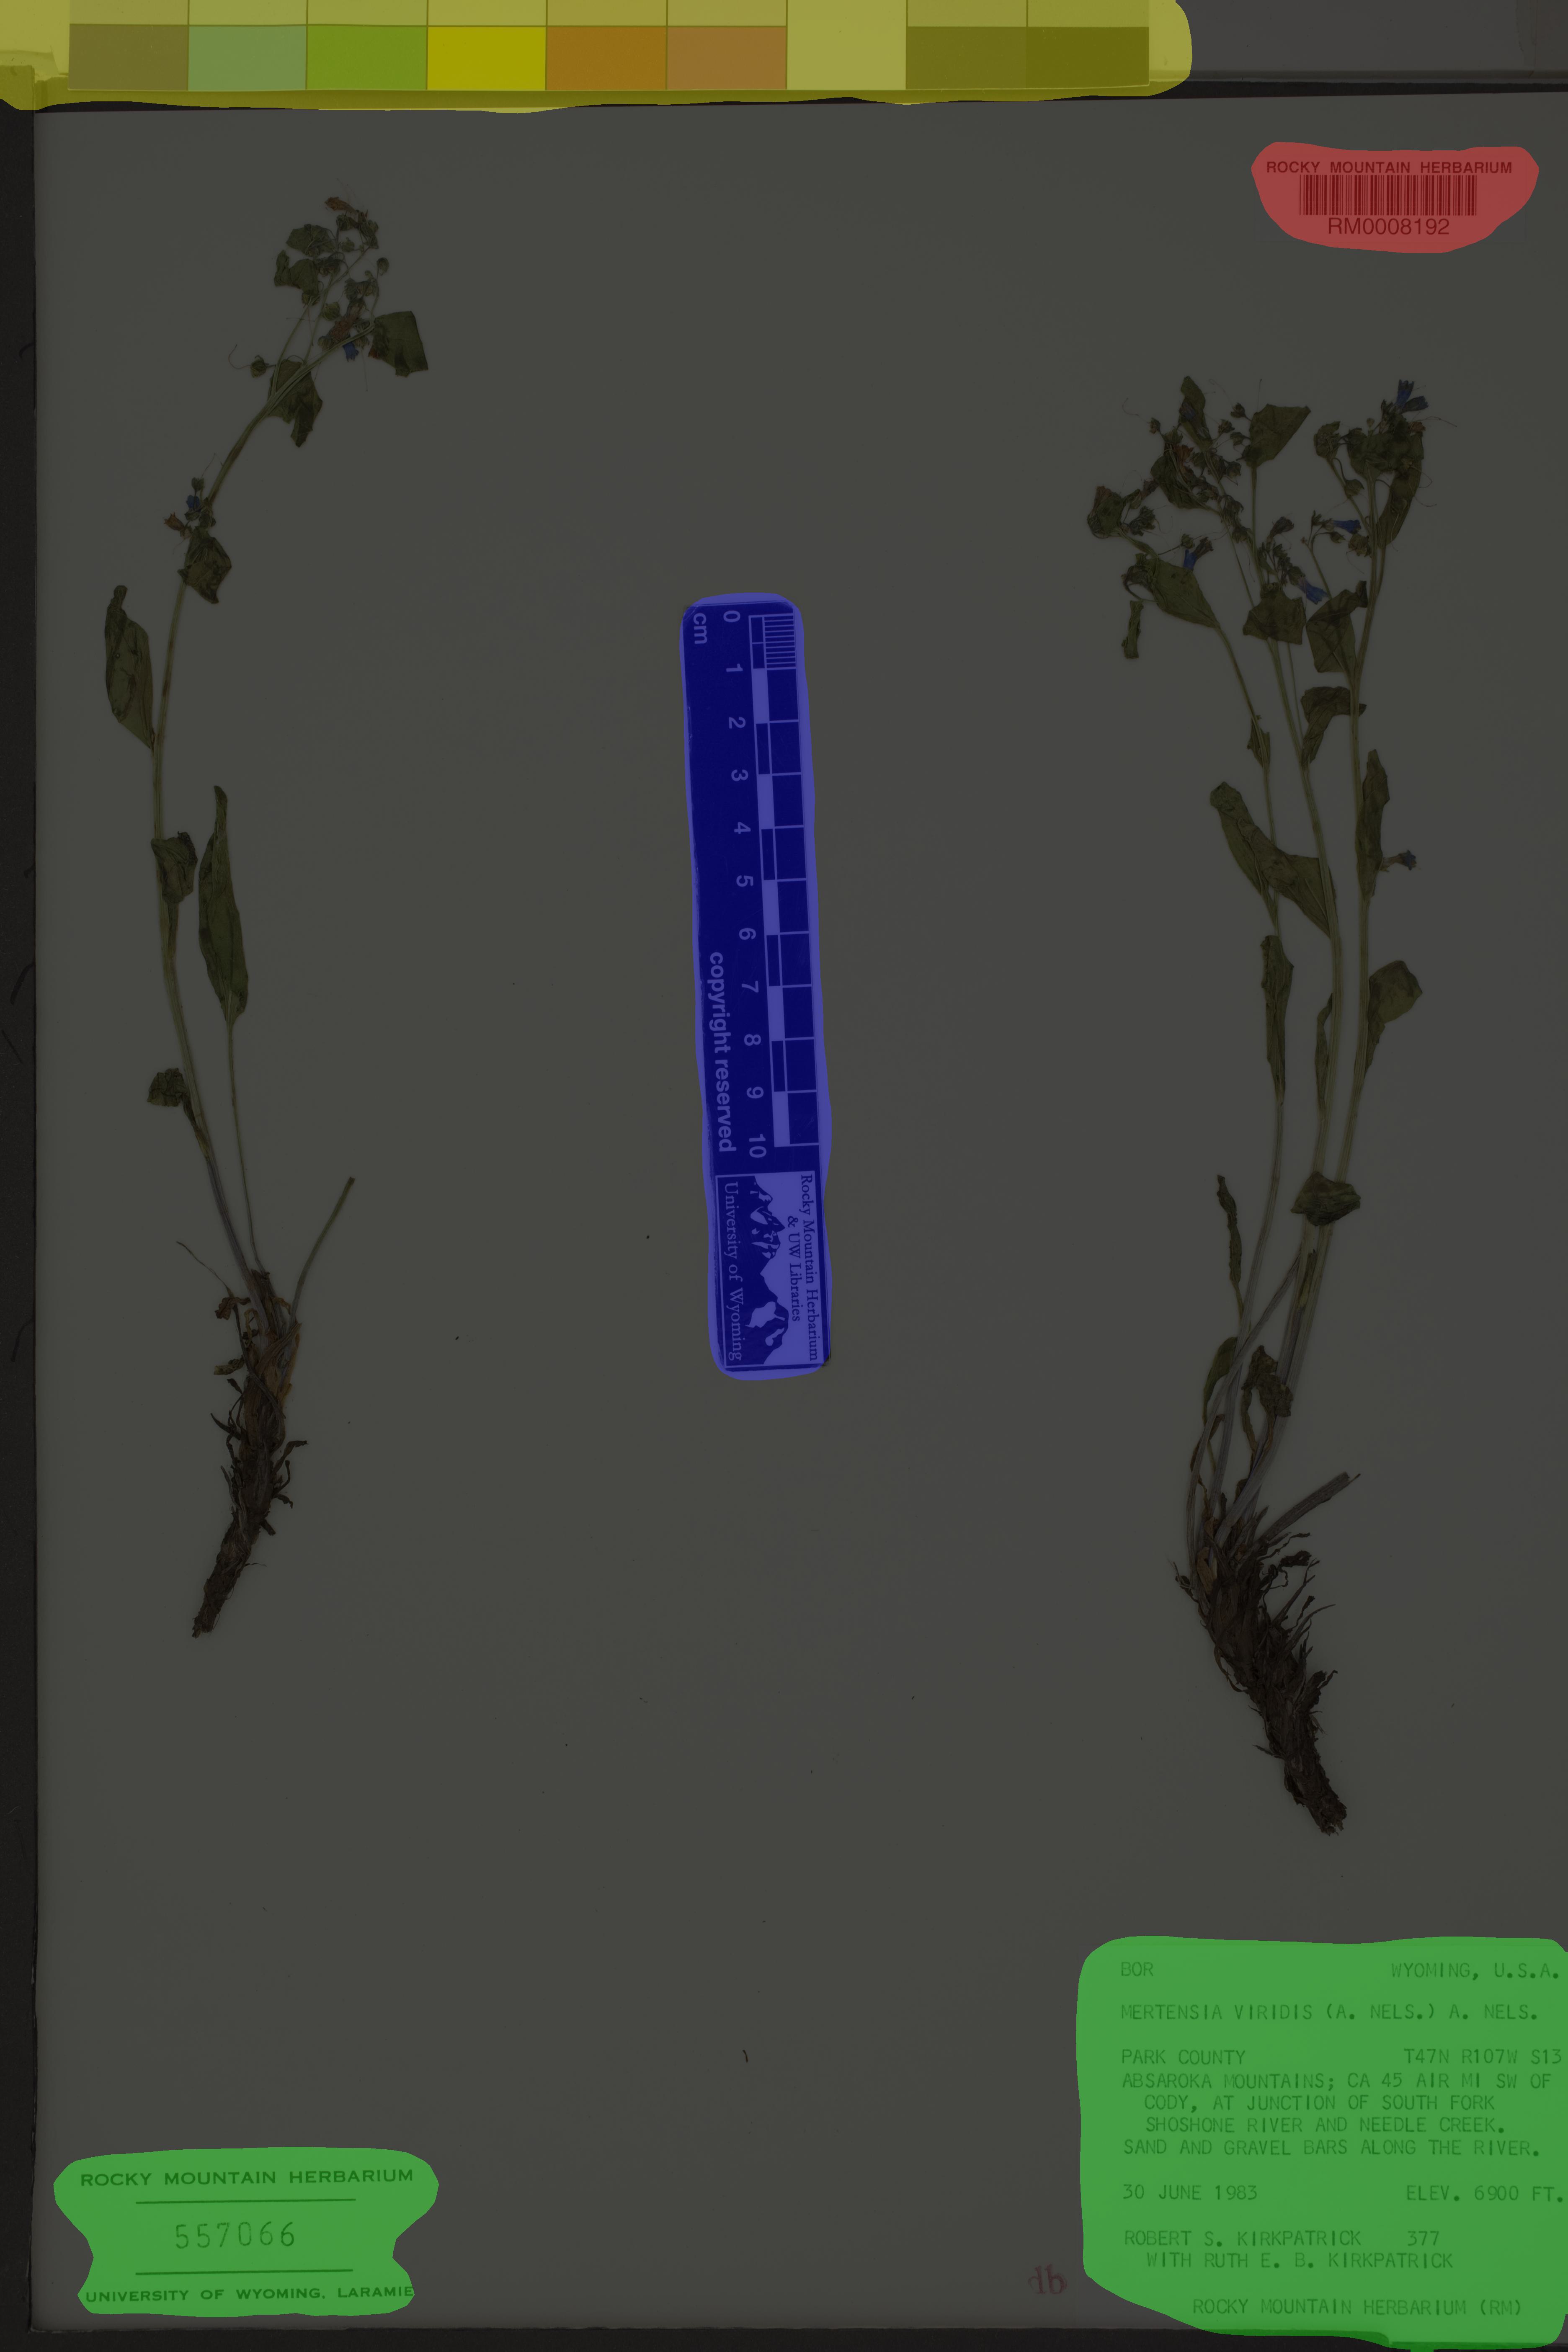 ROCKY MOUNTAIN HERBARIUM
RM0008192
cm
0 1 2 3 4 5 6 7 8 9 10
copyright reserved
Rocky Mountain Herbarium
& UW Libraries
University of Wyoming
BOR WYOMING, U.S.A.
MERTENSIA VIRIDIS (A. NELS.) A. NELS.
PARK COUNTY T47N R107W S13
ABSAROKA MOUNTAINS; CA 45 AIR MI SW OF
CODY, AT JUNCTION OF SOUTH FORK
SHOSHONE RIVER AND NEEDLE CREEK.
SAND AND GRAVEL BARS ALONG THE RIVER.
30 JUNE 1983 ELEV. 6900 FT.
ROBERT S. KIRKPATRICK 377
WITH RUTH E. B. KIRKPATRICK
ROCKY MOUNTAIN HERBARIUM (RM)
ROCKY MOUNTAIN HERBARIUM
557066
UNIVERSITY OF WYOMING, LARAMIE